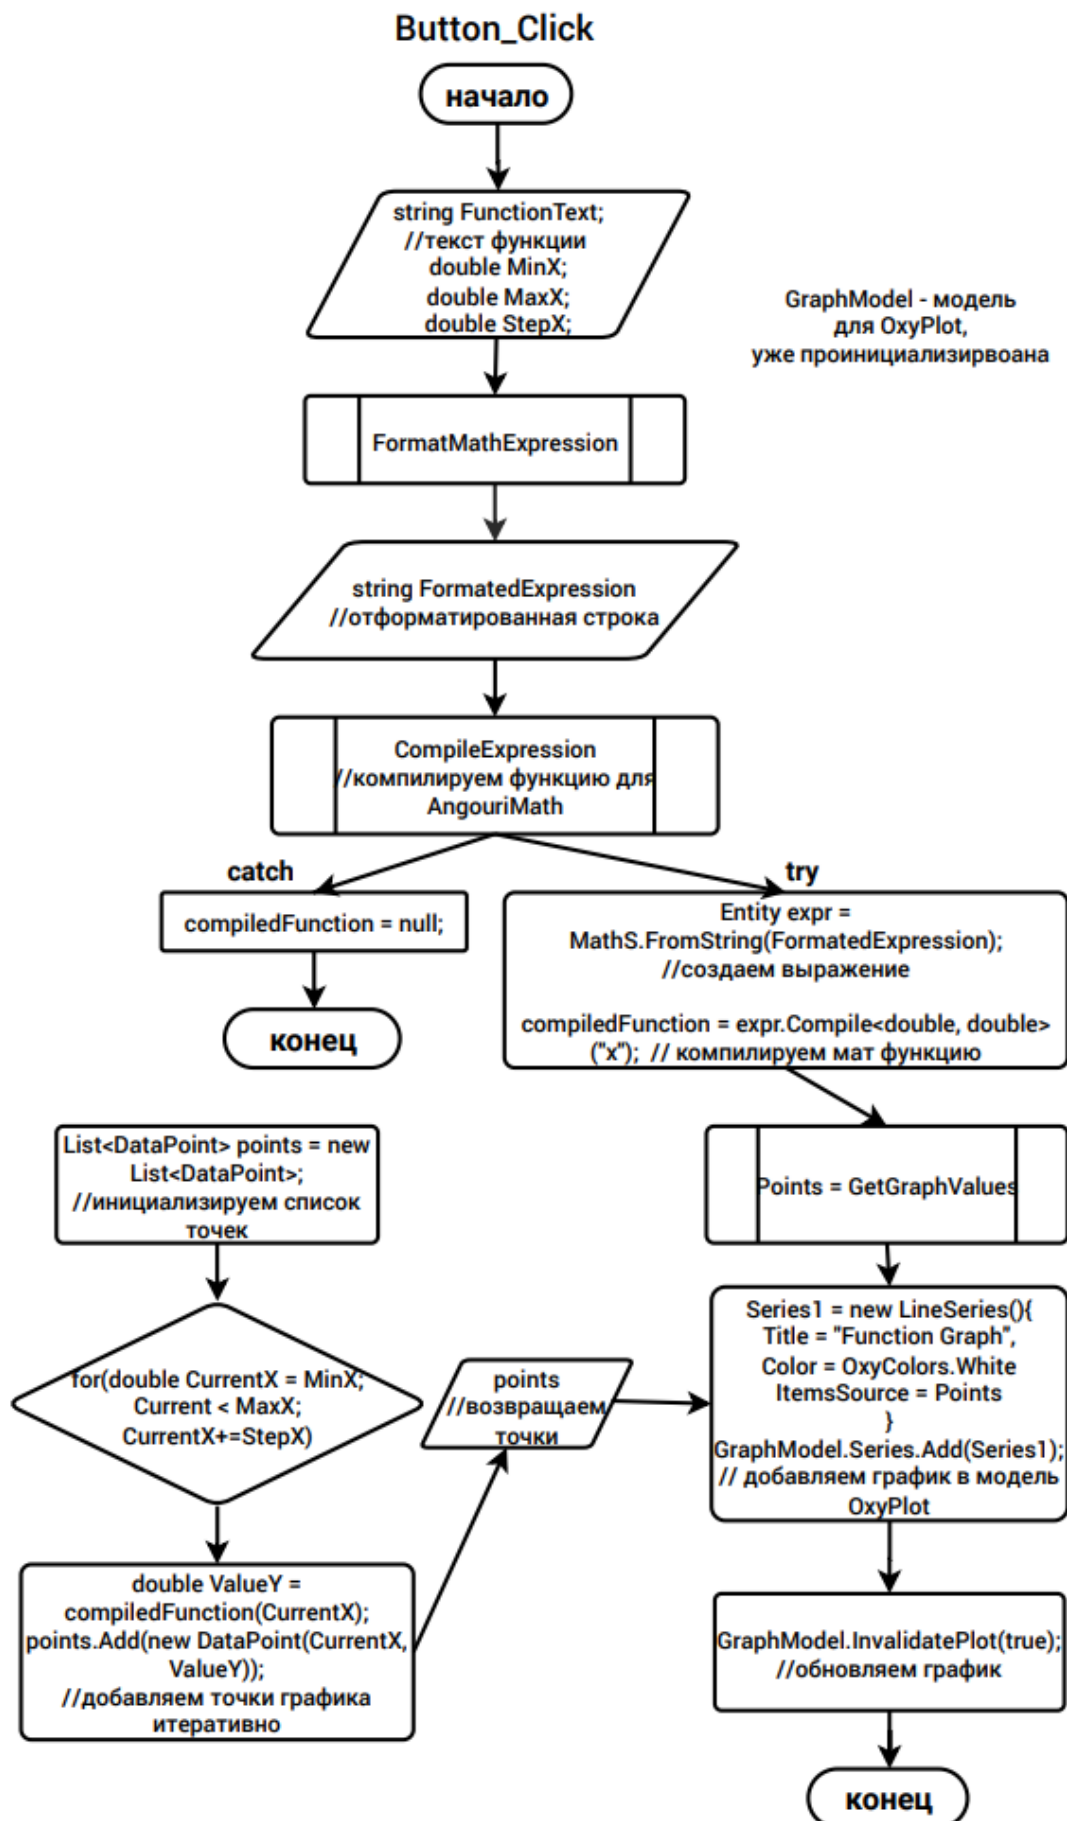 Button_Click
начало
string FunctionText;
//текст функции
double MinX;
double MaxX;
double StepX;
GraphModel - модель
для OxyPlot,
уже проинициализирвоана
FormatMathExpression
string FormatedExpression
//отформатированная строка
CompileExpression
//компилируем функцию для
AngouriMath
catch
try
compiledFunction = null;
конец
Entity expr =
MathS.FromString(FormatedExpression);
//создаем выражение
compiledFunction = expr.Compile<double, double>
("x");  // компилируем мат функцию
List<DataPoint> points = new
List<DataPoint>;
//инициализируем список
точек
Points = GetGraphValues
for(double CurrentX = MinX;
Current < MaxX;
CurrentX+=StepX)
points
//возвращаем
точки
Series1 = new LineSeries(){
Title = "Function Graph",
Color = OxyColors.White
ItemsSource = Points
}
GraphModel.Series.Add(Series1);
// добавляем график в модель
OxyPlot
double ValueY =
compiledFunction(CurrentX);
points.Add(new DataPoint(CurrentX,
ValueY));
//добавляем точки графика
итеративно
GraphModel.InvalidatePlot(true);
//обновляем график
конец